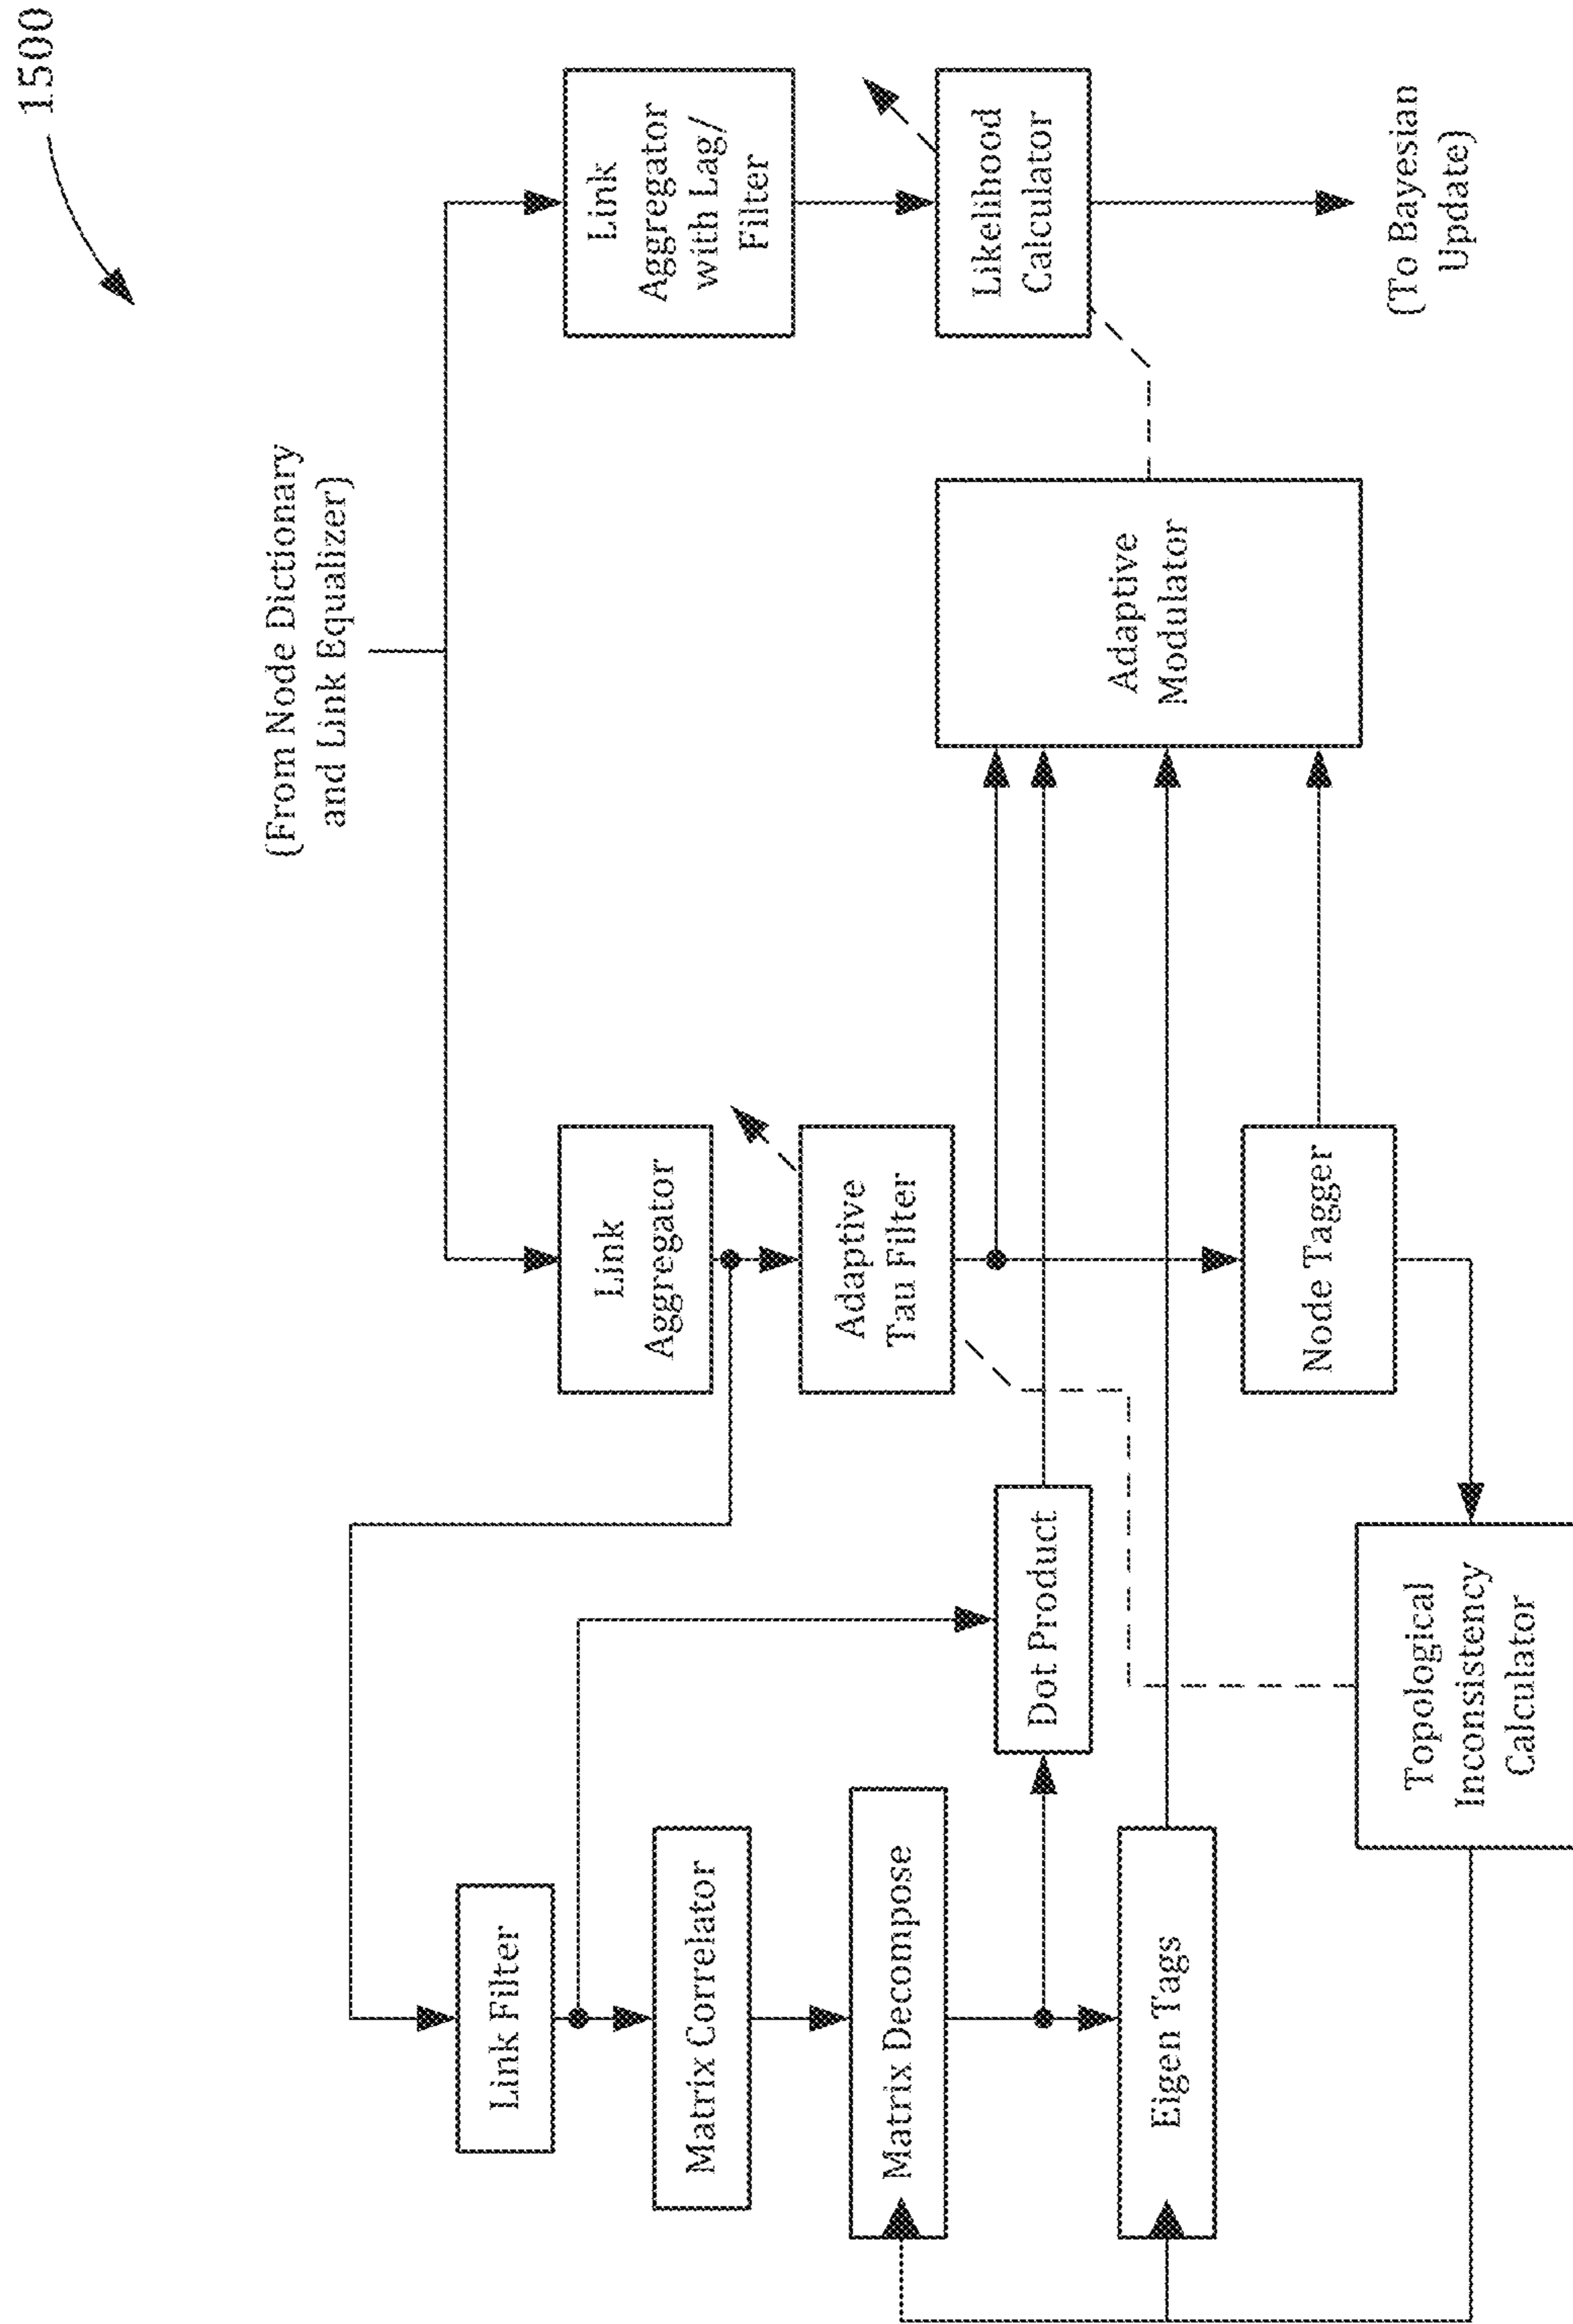 1500
(From Node Dictionary
and Link Equalizer)
Link
Aggregator
with Lag/
Filter
Likelihood
Calculator
(To Bayesian
Update)
Adaptive
Modulator
Link
Aggregator
Adaptive
Tau Filter
Node Tagger
Dot Product
Topological
Inconsistency
Calculator
Link Filter
Matrix Correlator
Matrix Decompose
Eigen Tags